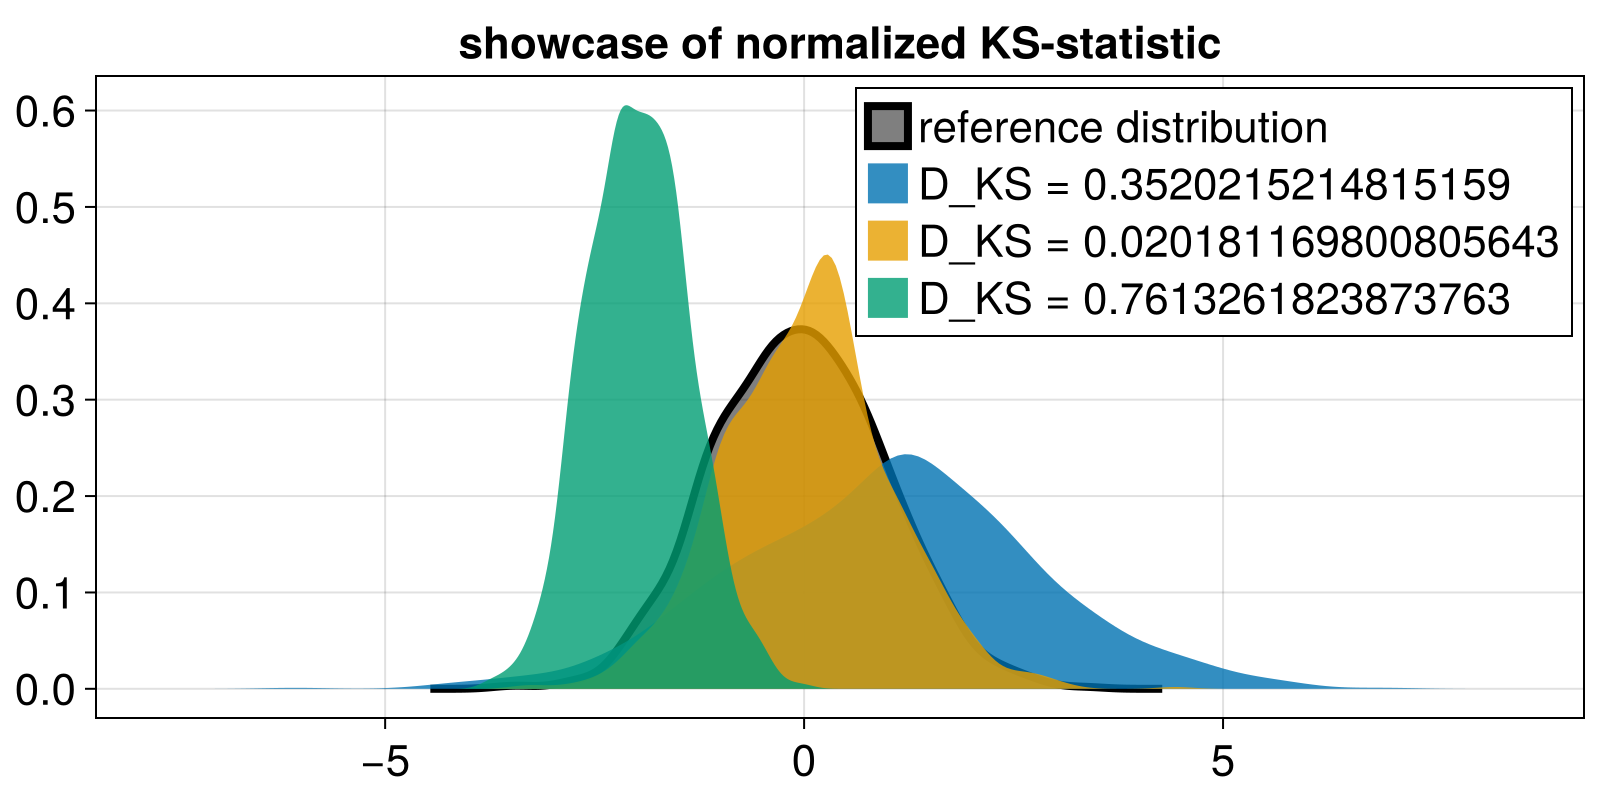 showcase of normalized KS-statistic
reference distribution
D_KS = 0.3520215214815159
D_KS = 0.020181169800805643
D_KS = 0.7613261823873763
0.6
0.5
0.4
0.3
0.2
0.1
0.0
−5
0
5